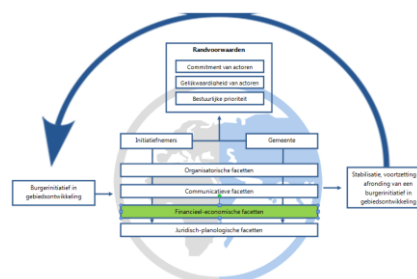 Randvoorwaarden
Commitment van actoren
Gelijkwaardigheid van actoren
Bestuurlijke prioriteit
Initiatiefnemers
Gemeente
Organisatorische facetten
Communicatieve facetten
Financieel-economische facetten
Juridisch-planologische facetten
Burgerinitiatief in
gebiedsontwikkeling
Stabilisatie, voortzetting
afronding van een
burgerinitiatief in
gebiedsontwikkeling